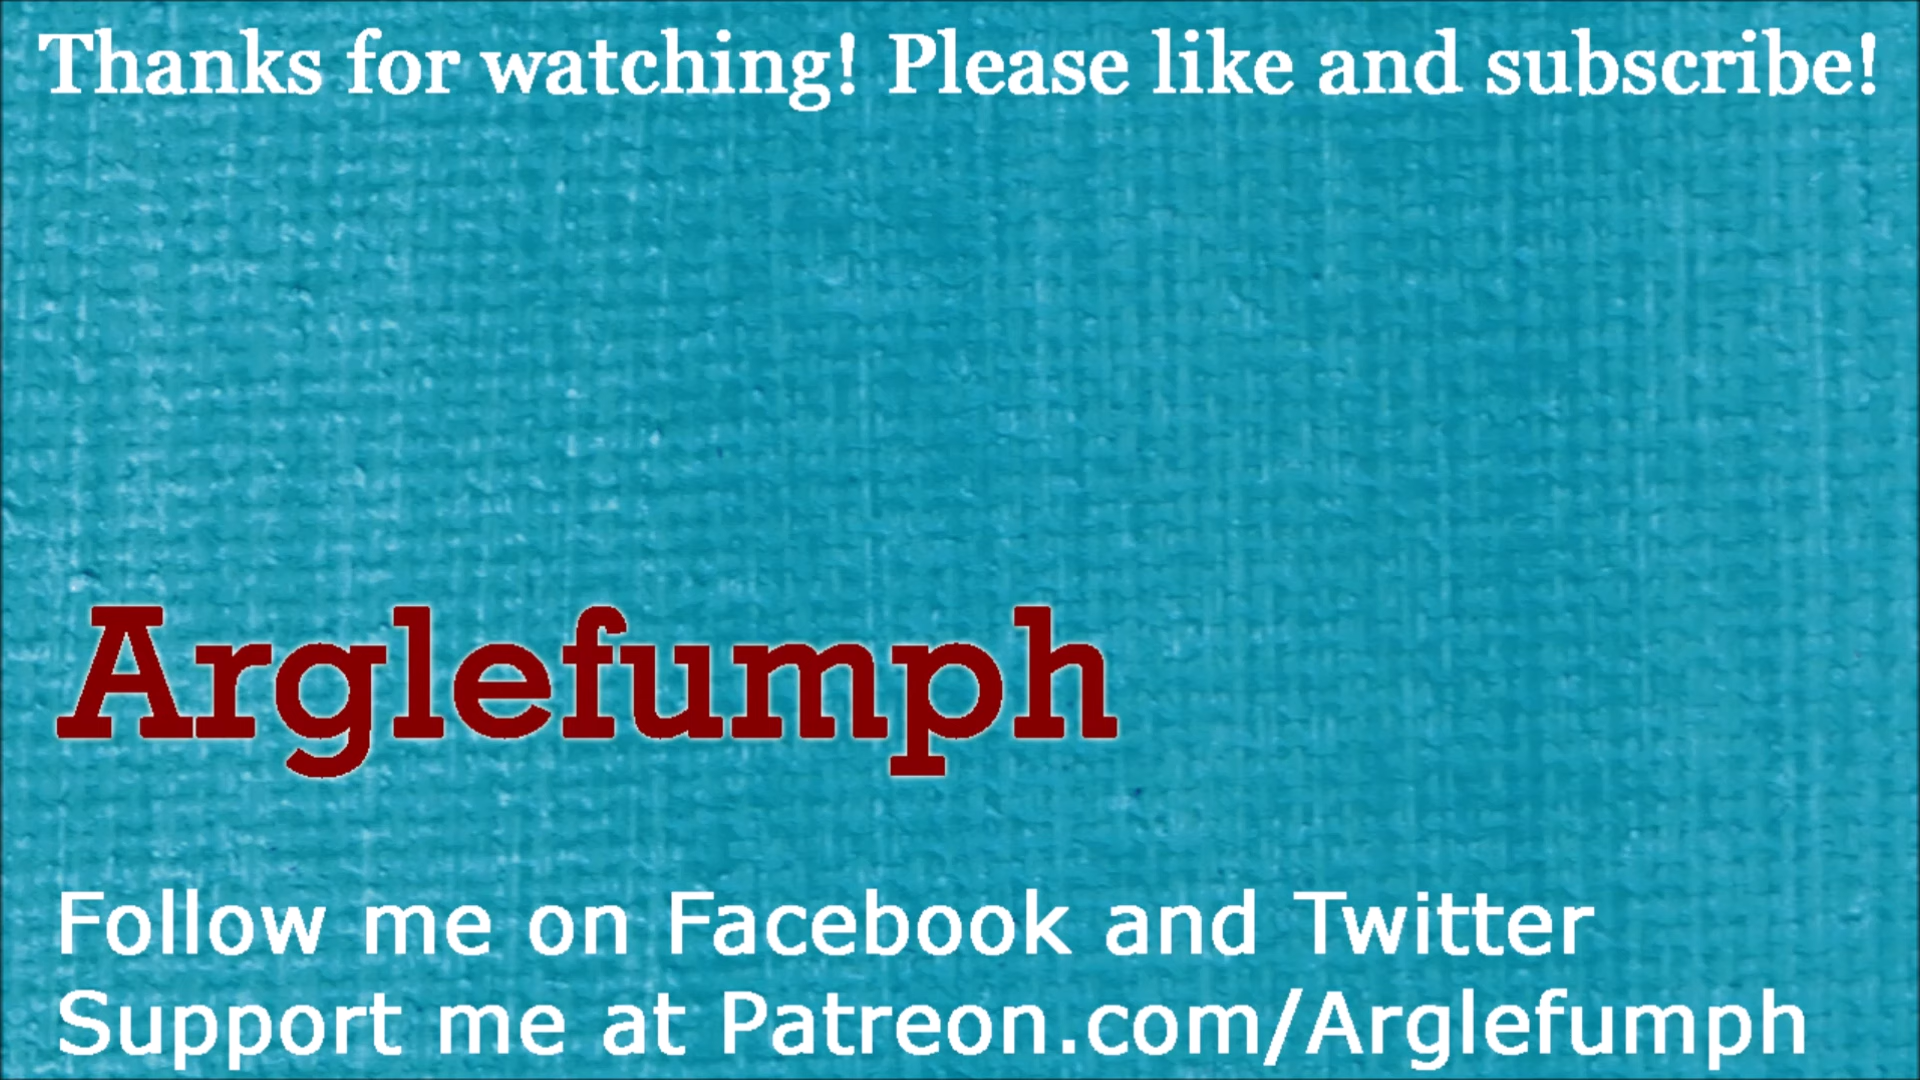 Thanks for watching! Please like and subscribe!
Arglefumph
Follow me on Facebook and Twitter
Support me at Patreon.com/Arglefumph